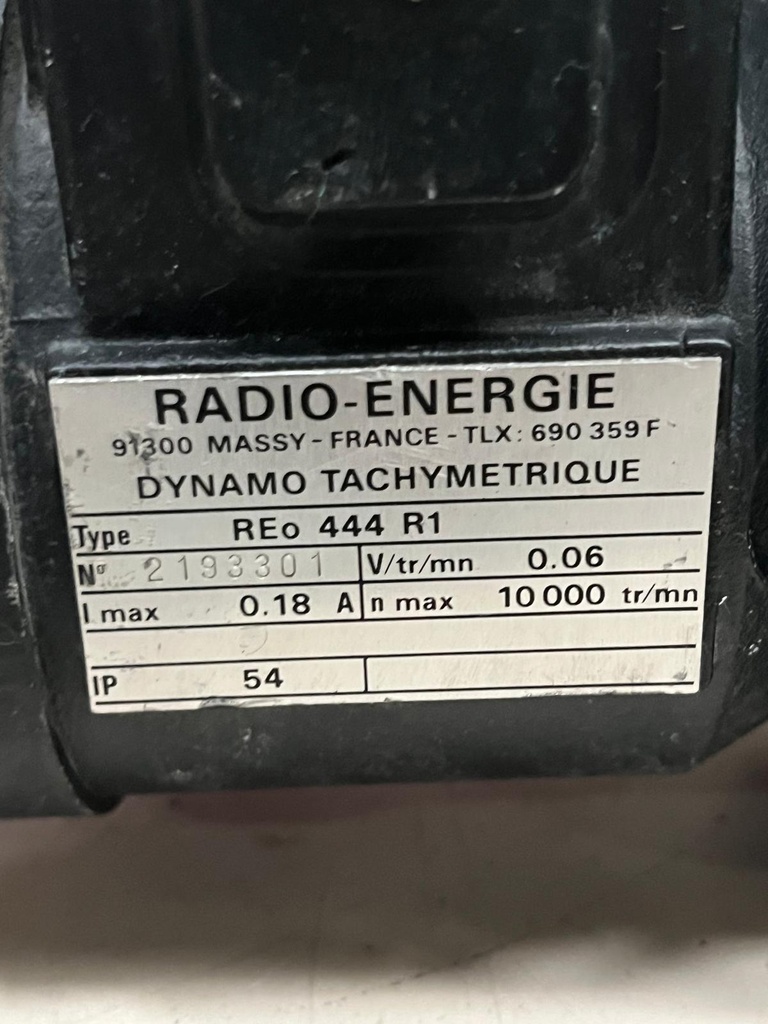 RADIO-ENERGIE
91300 MASSY - FRANCE - TLX: 690 359 F
DYNAMO TACHYMETRIQUE
Type REo 444 R1
Nº 2193301 V/tr/mn 0.06
I max 0.18 A n max 10 000 tr/mn
IP 54